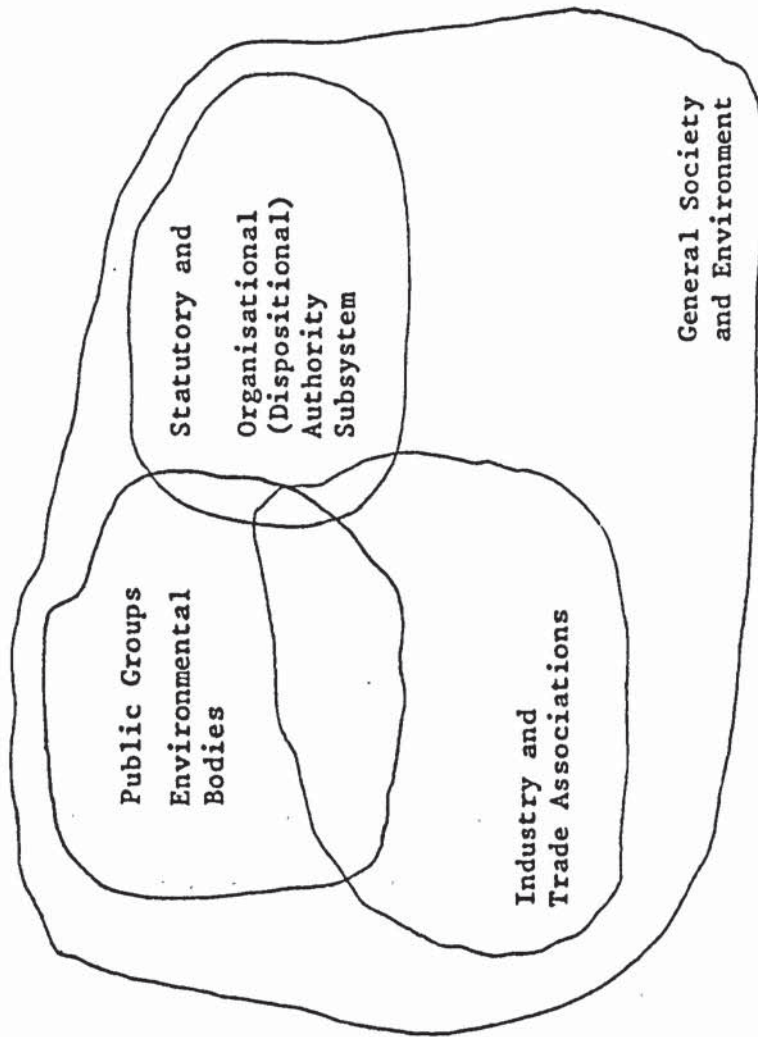 Public Groups
Environmental
Bodies
Statutory and
Organisational
(Dispositional)
Authority
Subsystem
Industry and
Trade Associations
General Society
and Environment